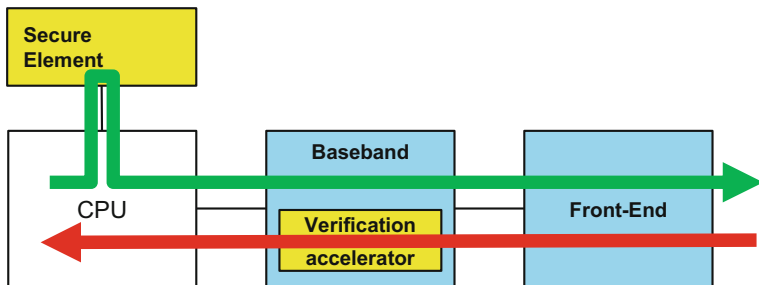 Secure
Element
Baseband
CPU
Front-End
Verification
accelerator